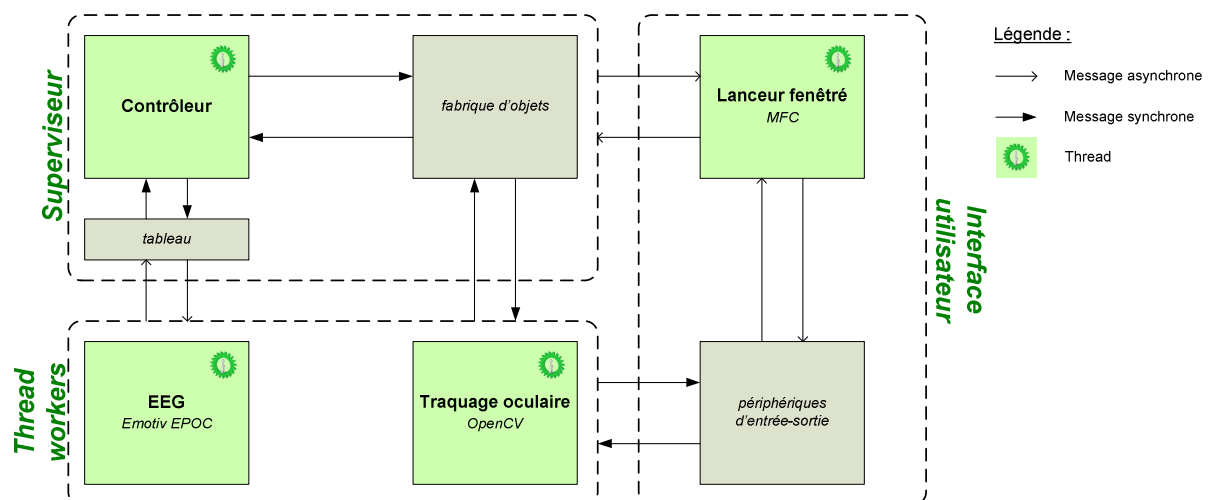 Superviseur
Contrôleur
fabrique d'objets
tableau
Lanceur fenêtré
MFC
Légende :
Message asynchrone
Message synchrone
Thread
Interface
utilisateur
Thread
workers
EEG
Emotiv EPOC
Traquage oculaire
OpenCV
périphériques
d'entrée-sortie